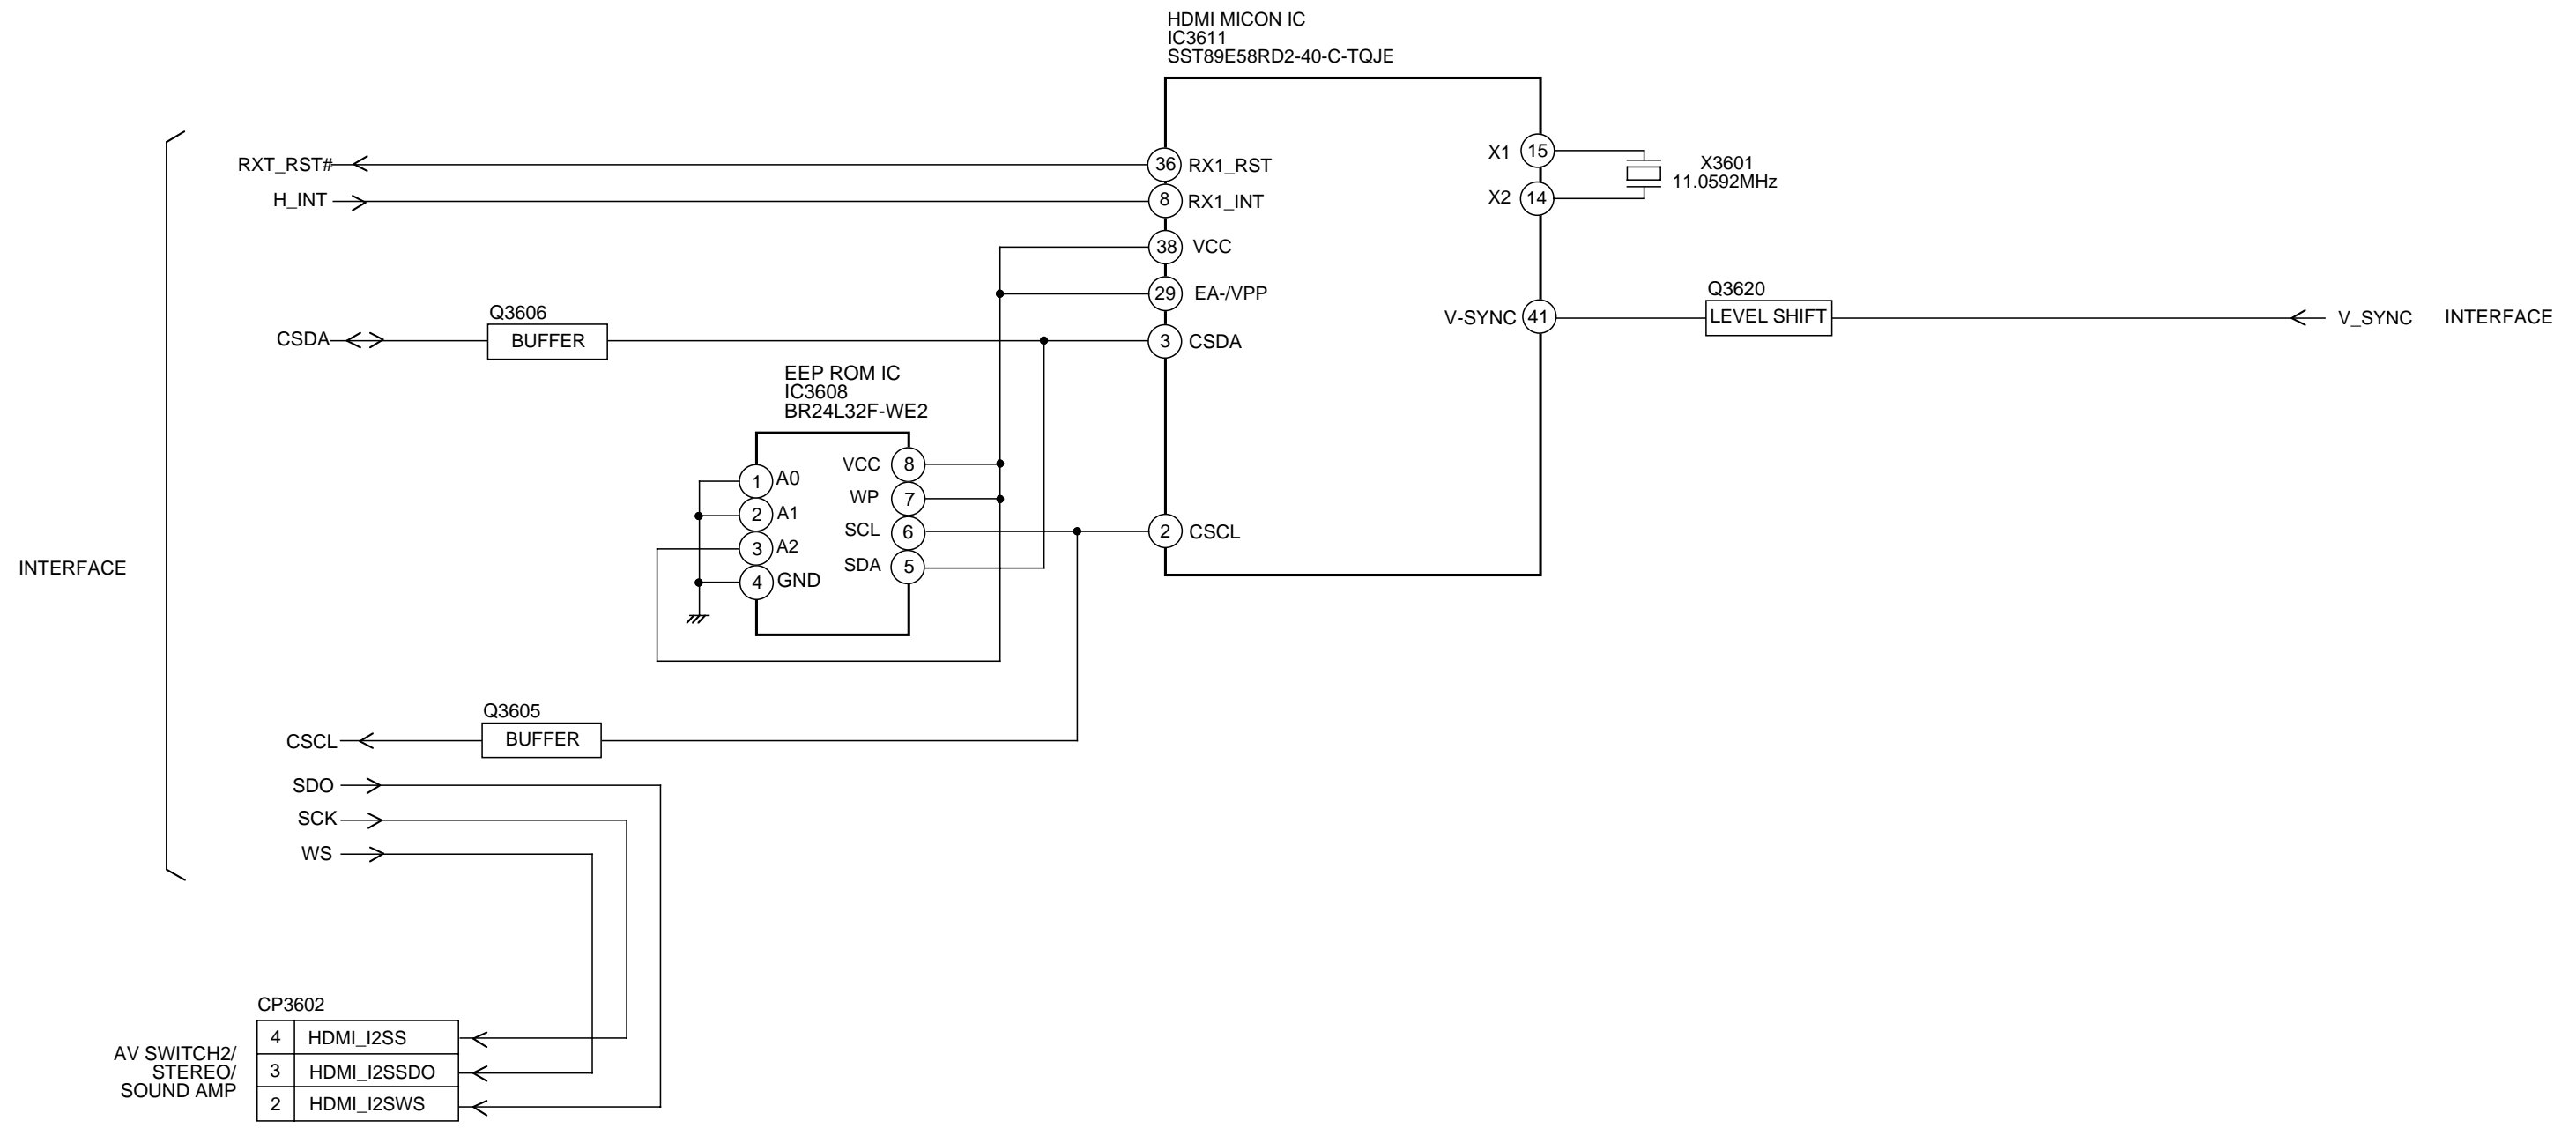 HDMI MICON IC
IC3611
SST89E58RD2-40-C-TQJE
RXT_RST#
36
RX1_RST
H_INT
8
RX1_INT
38
VCC
29
EA-/VPP
X1
15
X2
14
X3601
11.0592MHz
Q3606
CSDA
BUFFER
3
CSDA
V-SYNC
41
Q3620
LEVEL SHIFT
V_SYNC
INTERFACE
EEP ROM IC
IC3608
BR24L32F-WE2
1
A0
2
A1
3
A2
4
GND
VCC
8
WP
7
SCL
6
SDA
5
2
CSCL
INTERFACE
Q3605
CSCL
BUFFER
SDO
SCK
WS
CP3602
AV SWITCH2/
STEREO/
SOUND AMP
4
HDMI_I2SS
3
HDMI_I2SSDO
2
HDMI_I2SWS